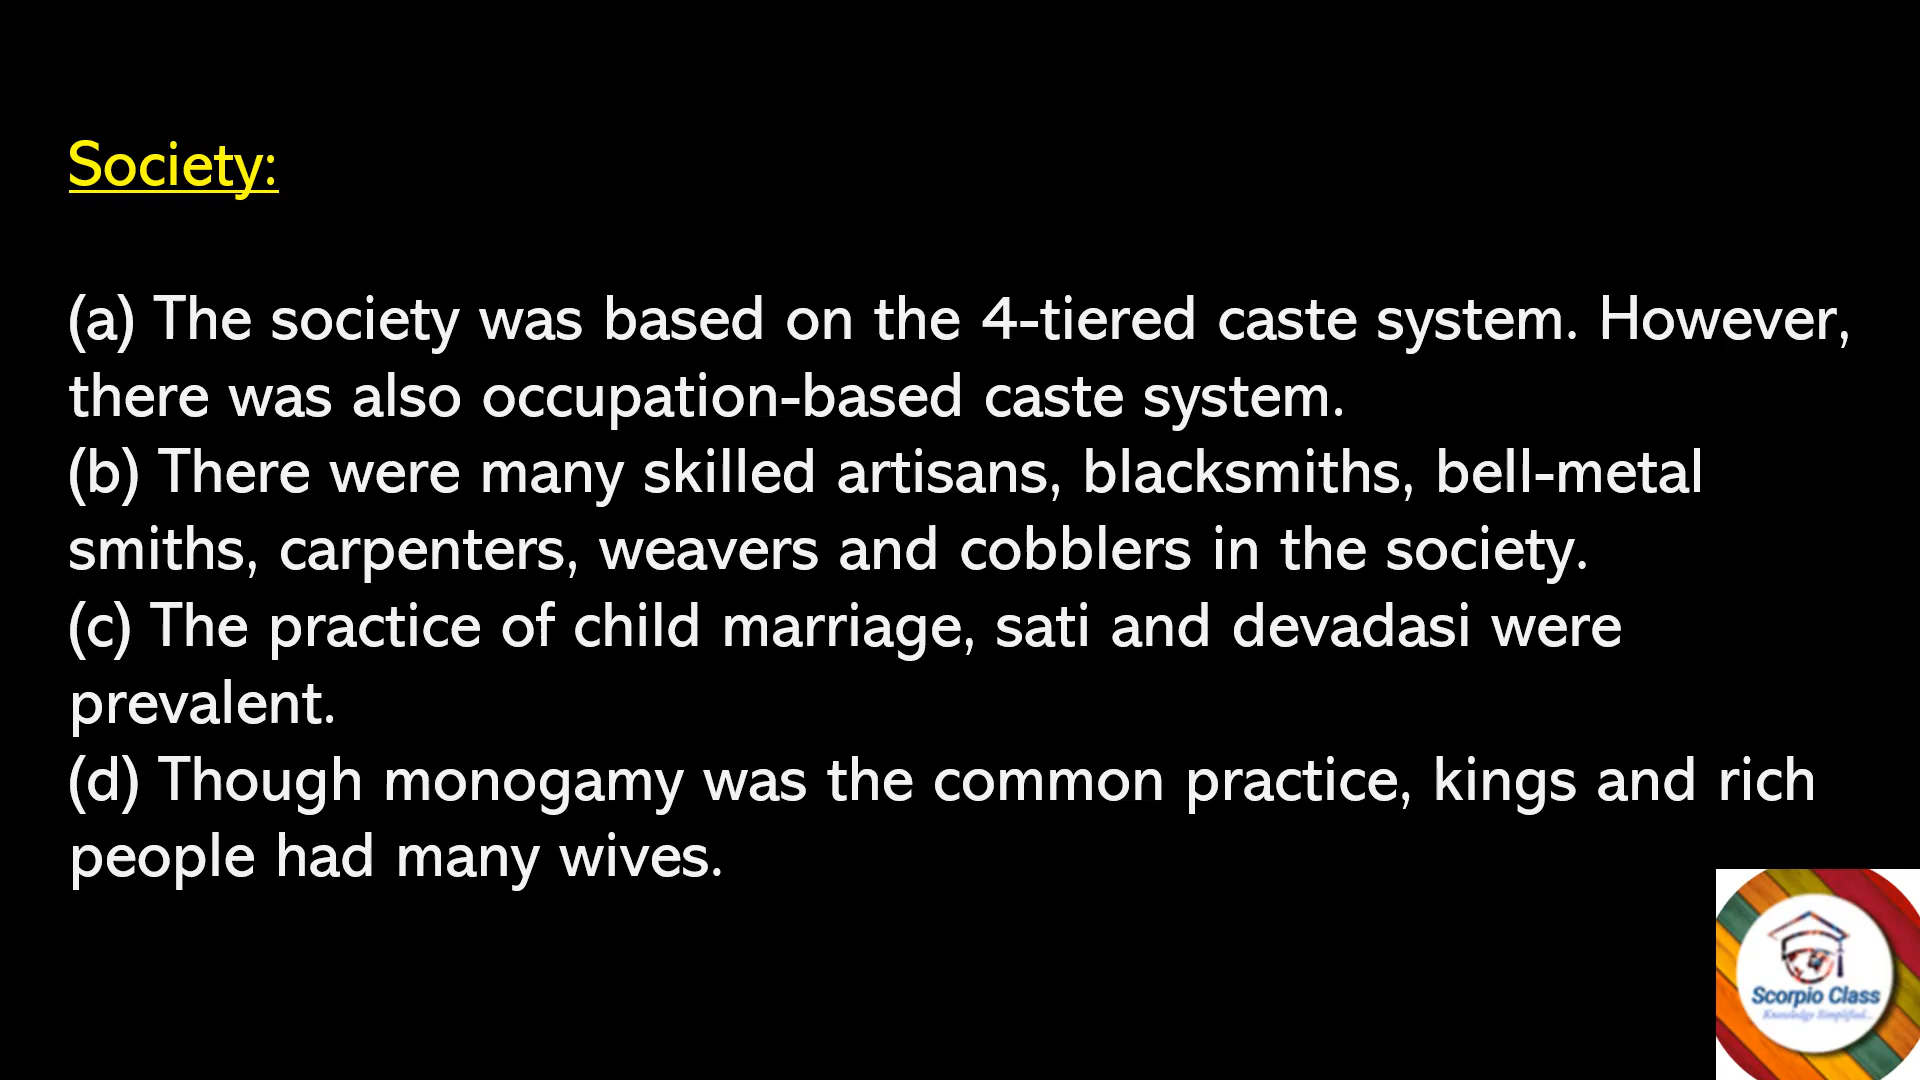 Society:
(a) The society was based on the 4-tiered caste system. However,
there was also occupation-based caste system.
(b) There were many skilled artisans, blacksmiths, bell-metal
smiths, carpenters, weavers and cobblers in the society.
(c) The practice of child marriage, sati and devadasi were
prevalent.
(d) Though monogamy was the common practice, kings and rich
people had many wives.
Scorpio Class
Knowledge Simplified...